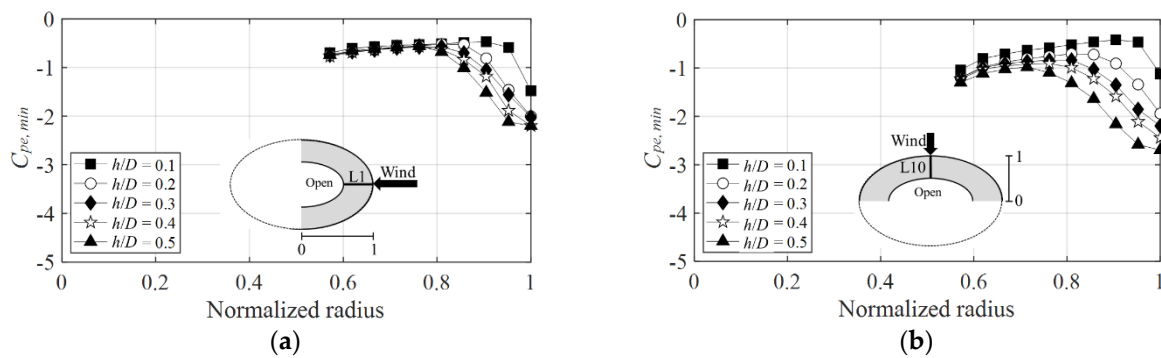 0
-1
-2
-3
-4
-5
C_pe, min
h/D = 0.1
h/D = 0.2
h/D = 0.3
h/D = 0.4
h/D = 0.5
Open
L1
Wind
0
1
0
0.2
0.4
0.6
0.8
1
Normalized radius
(a)
0
-1
-2
-3
-4
-5
C_pe, min
h/D = 0.1
h/D = 0.2
h/D = 0.3
h/D = 0.4
h/D = 0.5
Wind
L10
Open
1
0
0
0.2
0.4
0.6
0.8
1
Normalized radius
(b)